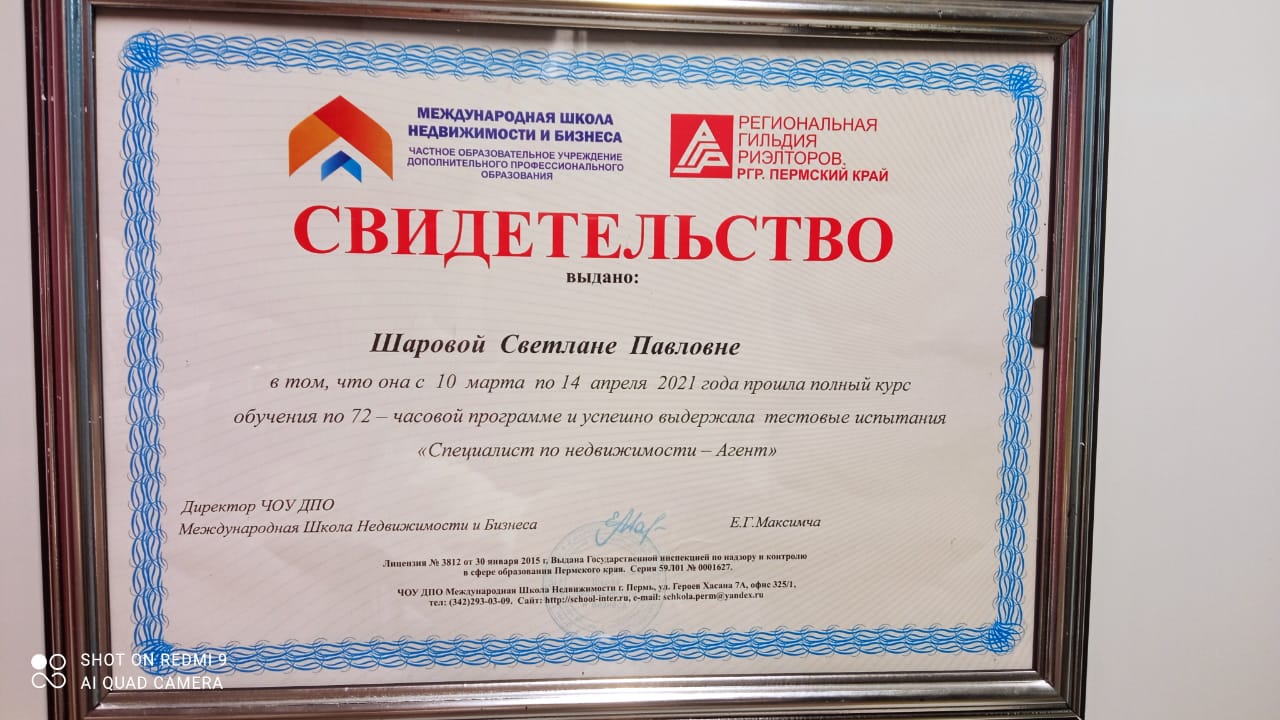 МЕЖДУНАРОДНАЯ ШКОЛА
НЕДВИЖИМОСТИ И БИЗНЕСА
ЧАСТНОЕ ОБРАЗОВАТЕЛЬНОЕ УЧРЕЖДЕНИЕ
ДОПОЛНИТЕЛЬНОГО ПРОФЕССИОНАЛЬНОГО
ОБРАЗОВАНИЯ
РЕГИОНАЛЬНАЯ
ГИЛЬДИЯ
РИЭЛТОРОВ.
РГР. ПЕРМСКИЙ КРАЙ
СВИДЕТЕЛЬСТВО
выдано:
Шаровой Светлане Павловне
в том, что она с 10 марта по 14 апреля 2021 года прошла полный курс
обучения по 72 – часовой программе и успешно выдержала тестовые испытания
«Специалист по недвижимости – Агент»
Директор ЧОУ ДПО
Международная Школа Недвижимости и Бизнеса
Е.Г.Максимча
Лицензия № 3812 от 30 января 2015 г, Выдана Государственной инспекцией по надзору и контролю
в сфере образования Пермского края. Серия 59Л01 № 0001627.
ЧОУ ДПО Международная Школа Недвижимости г. Пермь, ул. Героев Хасана 7А, офис 325/1,
тел: (342)293-03-09. Сайт: http://school-inter.ru, e-mail: schkola.perm@yandex.ru
SHOT ON REDMI 9
AI QUAD CAMERA